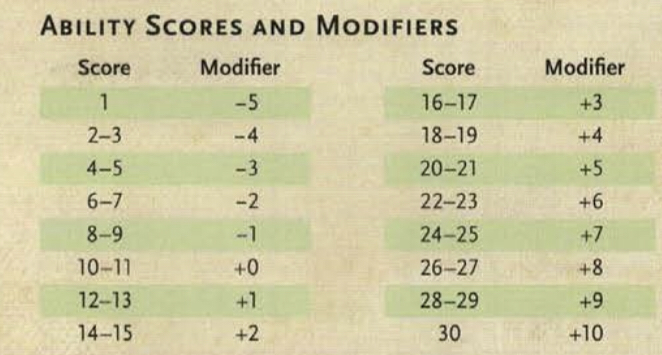 ABILITY SCORES AND MODIFIERS
Score Modifier Score Modifier
1 –5 16–17 +3
2–3 –4 18–19 +4
4–5 –3 20–21 +5
6–7 –2 22–23 +6
8–9 –1 24–25 +7
10–11 +0 26–27 +8
12–13 +1 28–29 +9
14–15 +2 30 +10